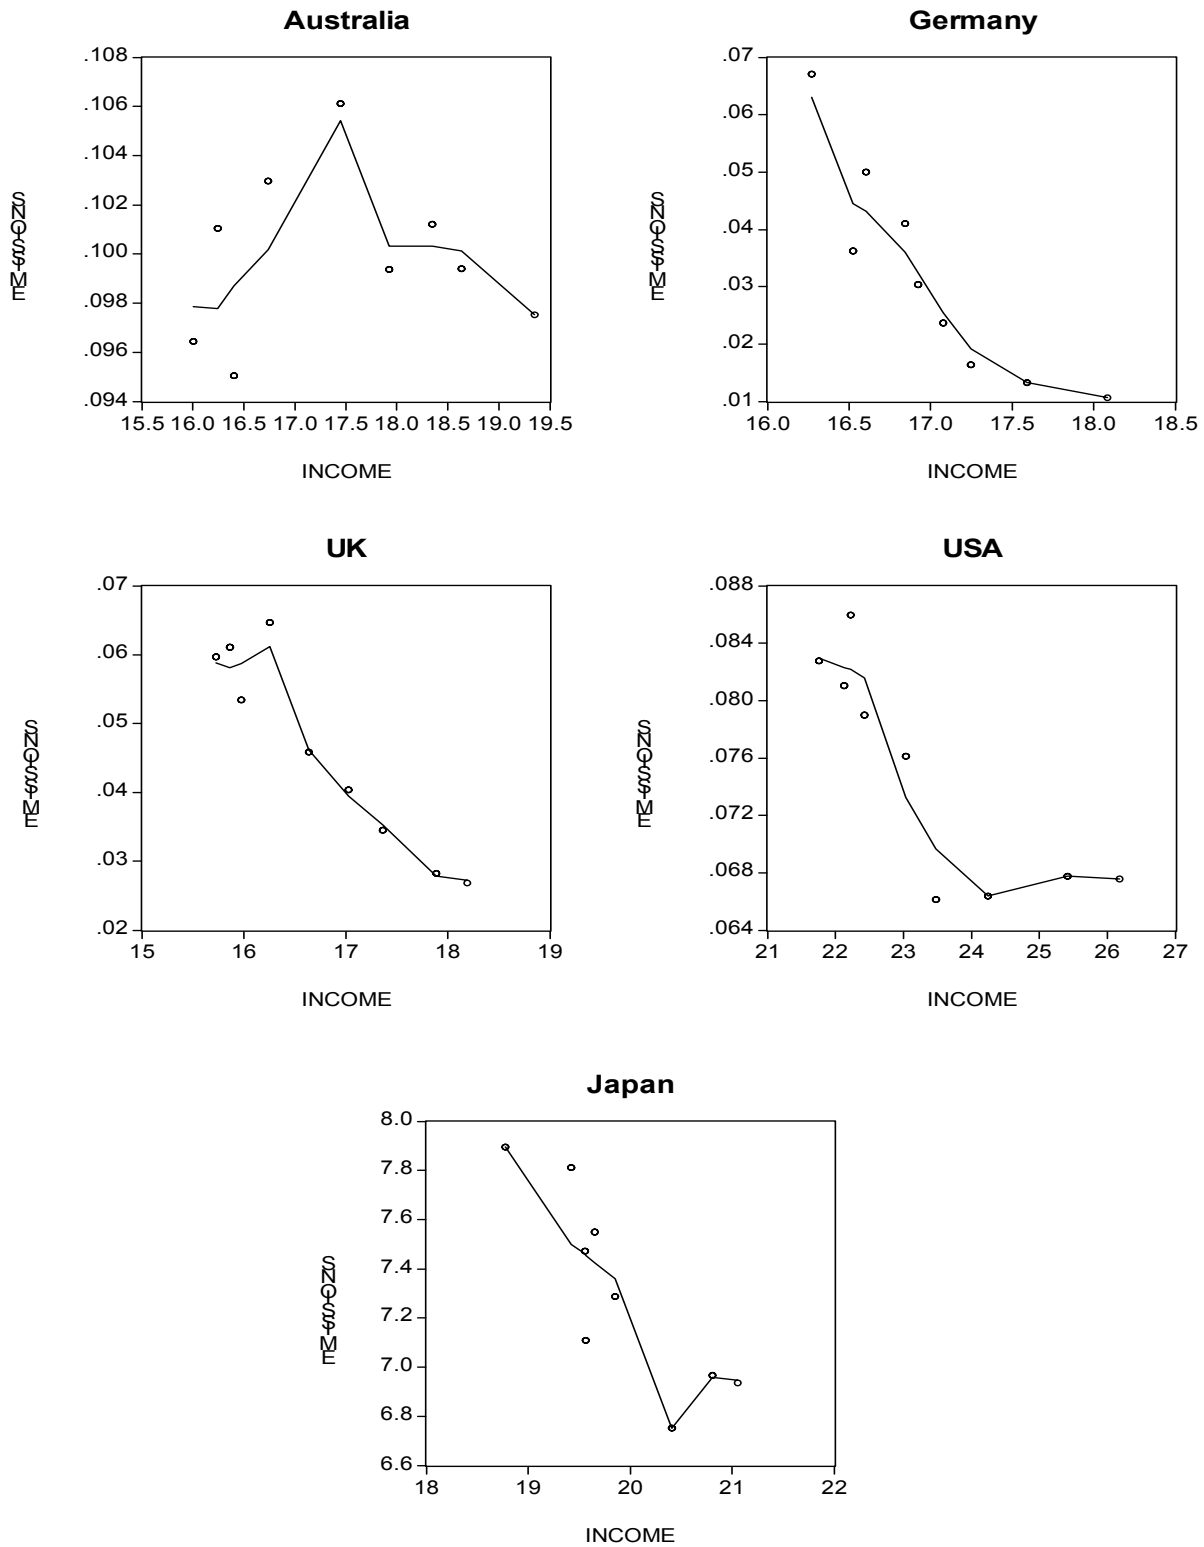 Australia
.108
.106
.104
.102
.100
.098
.096
.094
15.5 16.0 16.5 17.0 17.5 18.0 18.5 19.0 19.5
INCOME
EMISSIONS
Germany
.07
.06
.05
.04
.03
.02
.01
16.0 16.5 17.0 17.5 18.0 18.5
INCOME
EMISSIONS
UK
.07
.06
.05
.04
.03
.02
15 16 17 18 19
INCOME
EMISSIONS
USA
.088
.084
.080
.076
.072
.068
.064
21 22 23 24 25 26 27
INCOME
EMISSIONS
Japan
8.0
7.8
7.6
7.4
7.2
7.0
6.8
6.6
18 19 20 21 22
INCOME
EMISSIONS